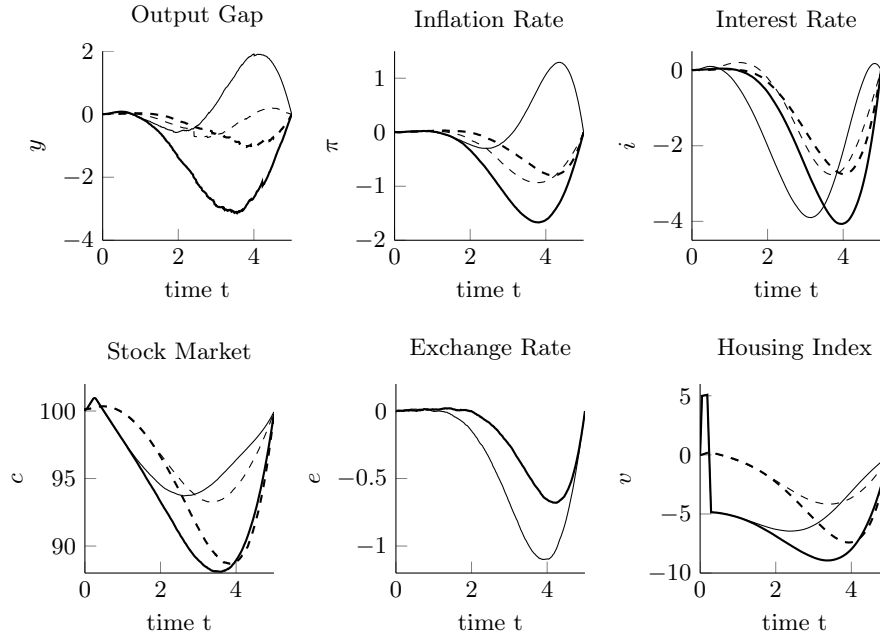 Output Gap
2
0
−2
−4
y
0 2 4
time t
Inflation Rate
1
0
−1
−2
π
0 2 4
time t
Interest Rate
0
−2
−4
i
0 2 4
time t
Stock Market
100
95
90
c
0 2 4
time t
Exchange Rate
0
−0.5
−1
e
0 2 4
time t
Housing Index
5
0
−5
−10
v
0 2 4
time t